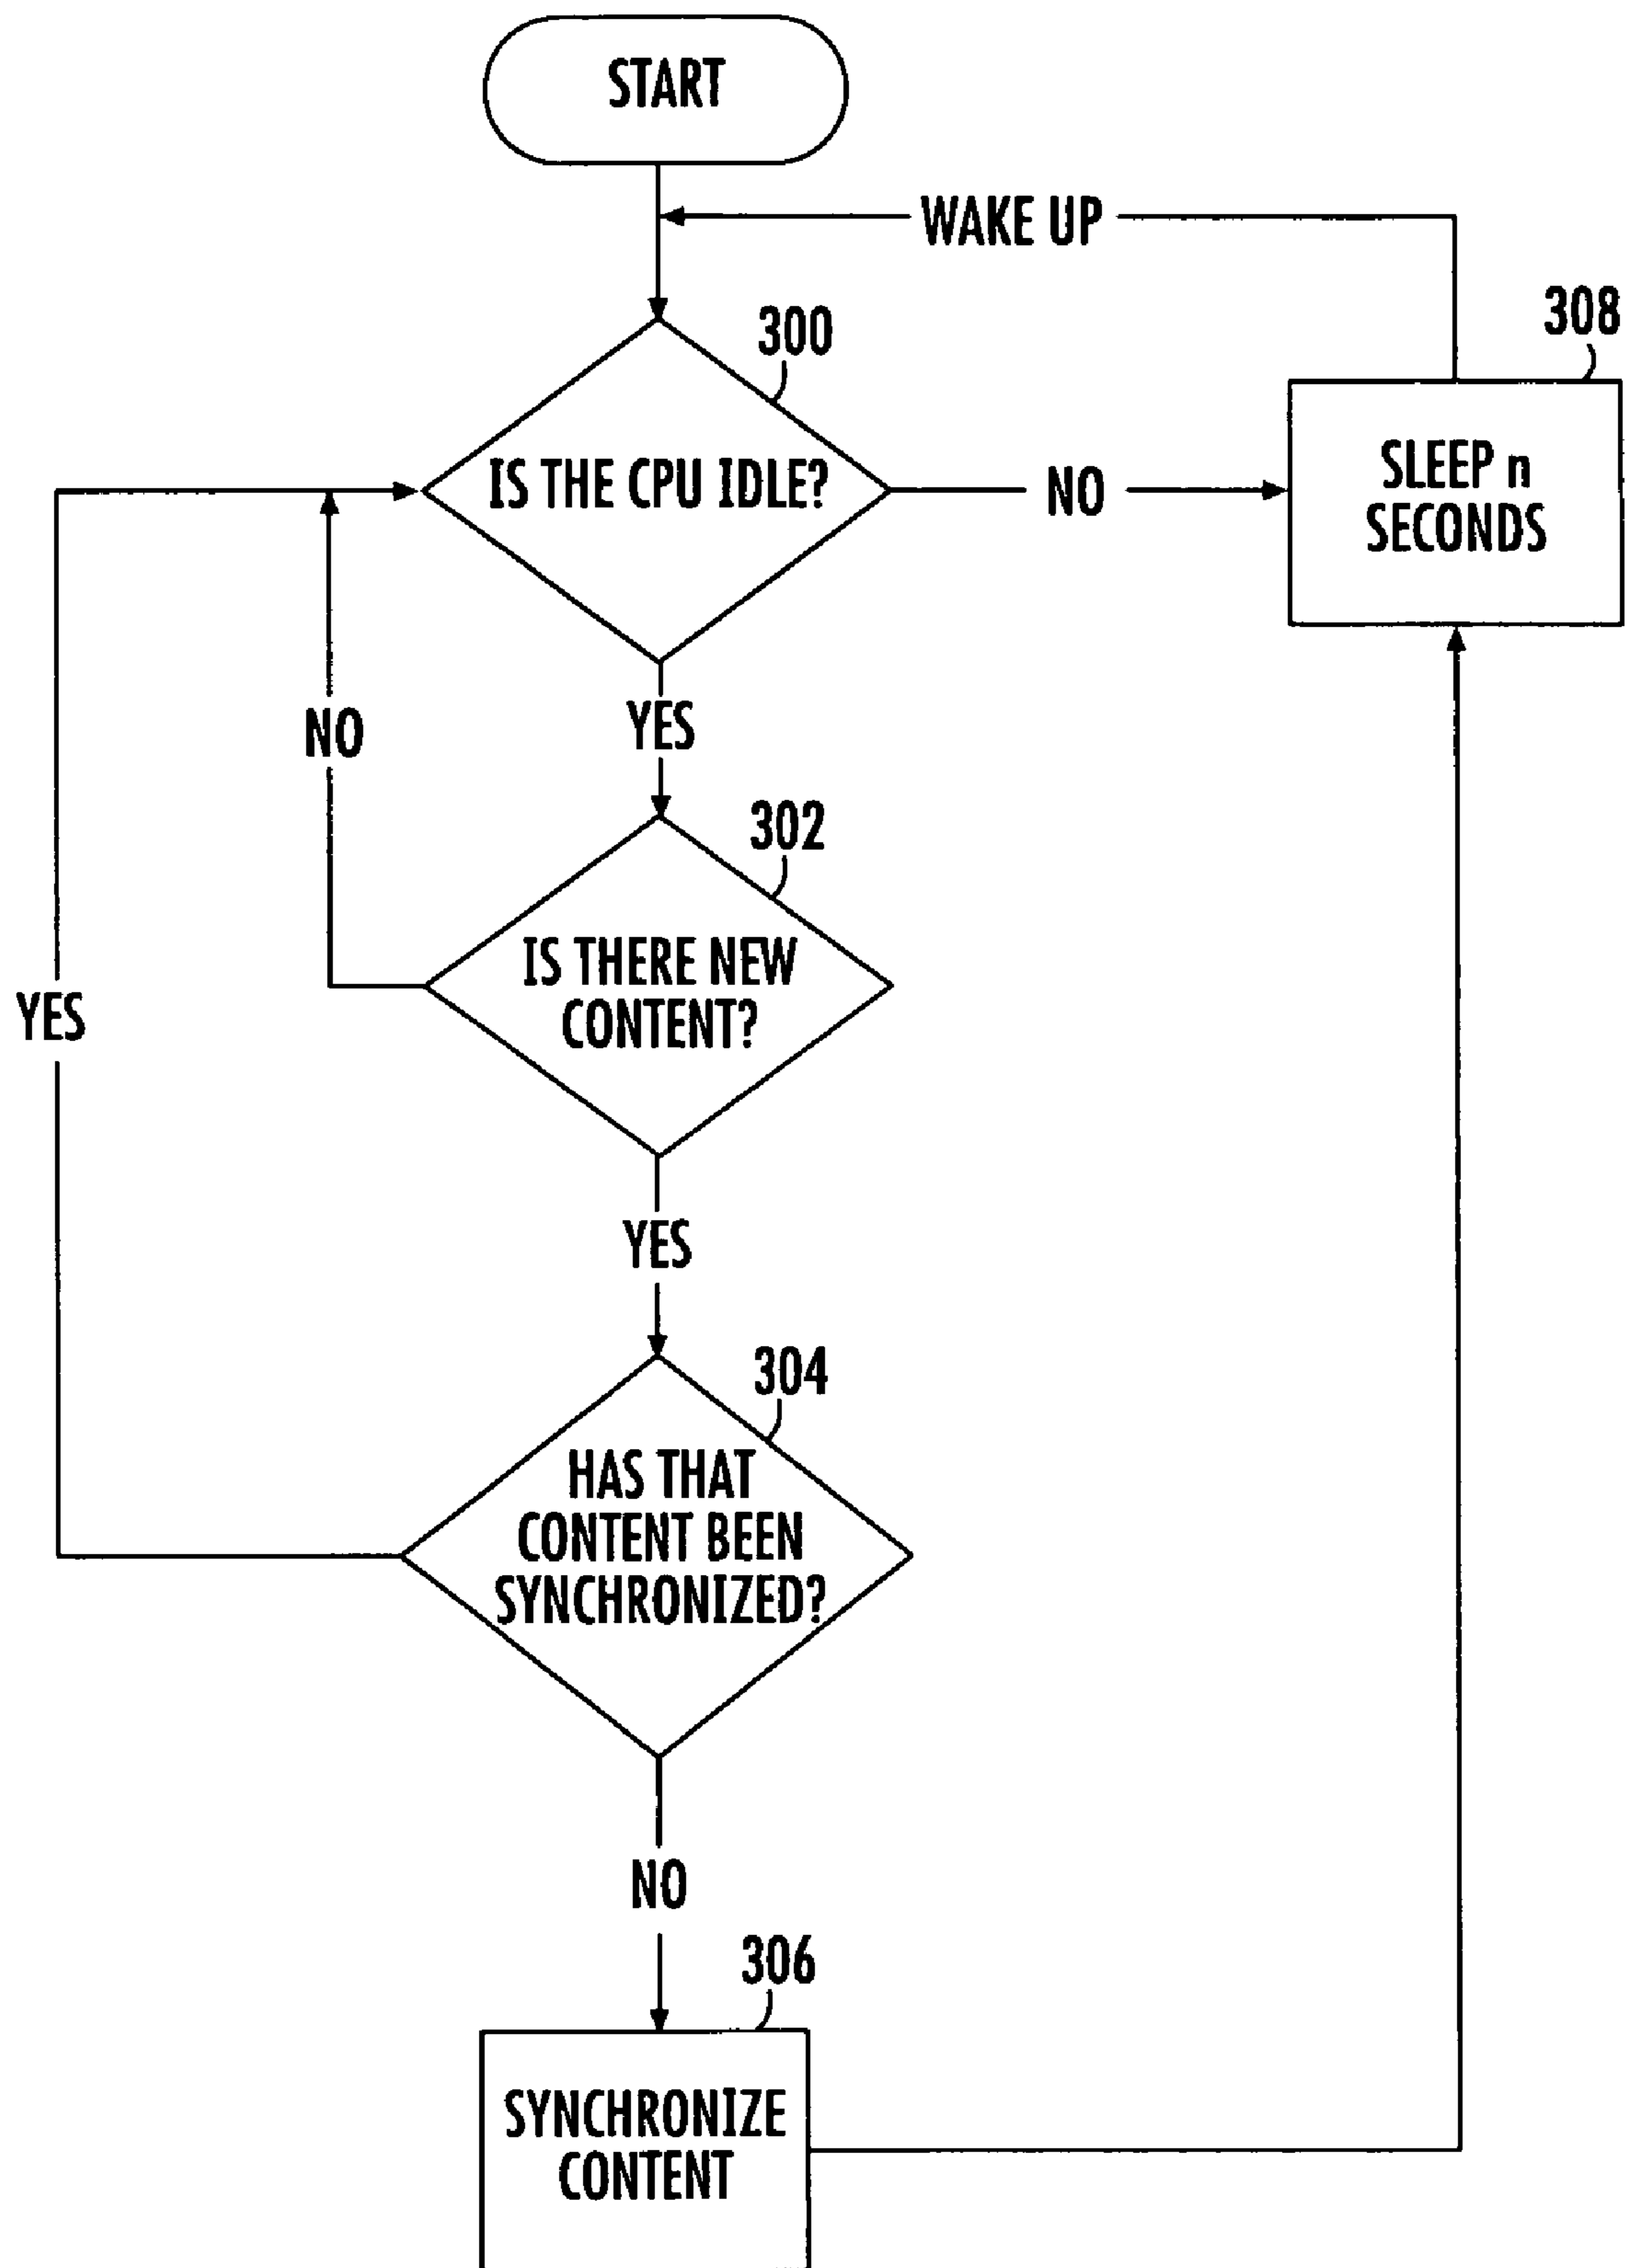 START
WAKE UP
300
308
IS THE CPU IDLE?
NO
SLEEP n
SECONDS
NO
YES
302
IS THERE NEW
CONTENT?
YES
YES
304
HAS THAT
CONTENT BEEN
SYNCHRONIZED?
NO
306
SYNCHRONIZE
CONTENT